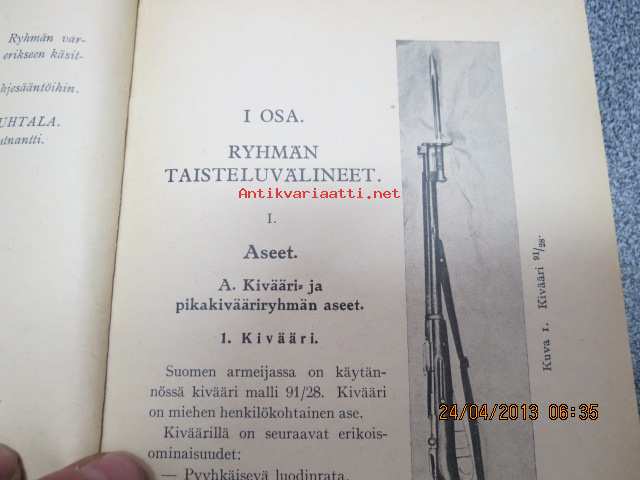 Ryhmän var-
erikseen käsit-
hjesääntöihin.
UHTALA.
utnantti.
I OSA.
RYHMÄN
TAISTELUVÄLINEET.
Antikvariaatti.net
I.
Aseet.
A. Kivääri- ja
pikakivääriryhmän aseet.
1. Kivääri.
Suomen armeijassa on käytän-
nössä kivääri malli 91/28. Kivääri
on miehen henkilökohtainen ase.
Kiväärillä on seuraavat erikois-
ominaisuudet:
— Pyyhkäisevä luodinrata.
Kuva 1. Kivääri 91/28.
24/04/2013 06:35